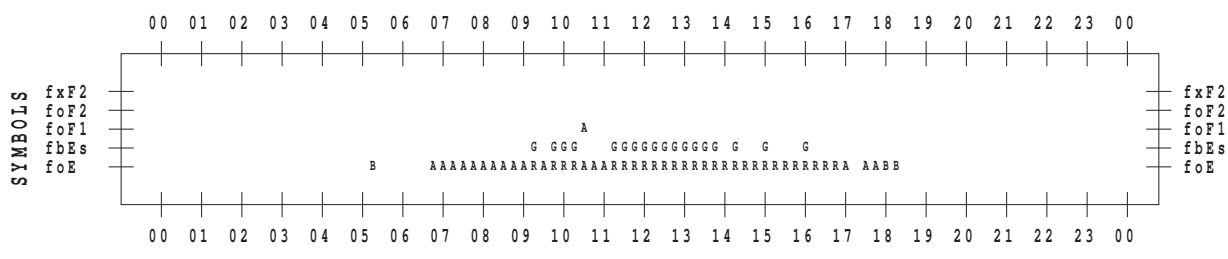 00 01 02 03 04 05 06 07 08 09 10 11 12 13 14 15 16 17 18 19 20 21 22 23 00
SYMBOLS
fxF2 fxF2
foF2 foF2
foF1 A foF1
fbEs G GGG GGGGGGGGGGG G G G fbEs
foE B AAAAAAAAAARARRRAAARRRRRRRRRRRRRRRRRRRRRRRA AABB foE
00 01 02 03 04 05 06 07 08 09 10 11 12 13 14 15 16 17 18 19 20 21 22 23 00